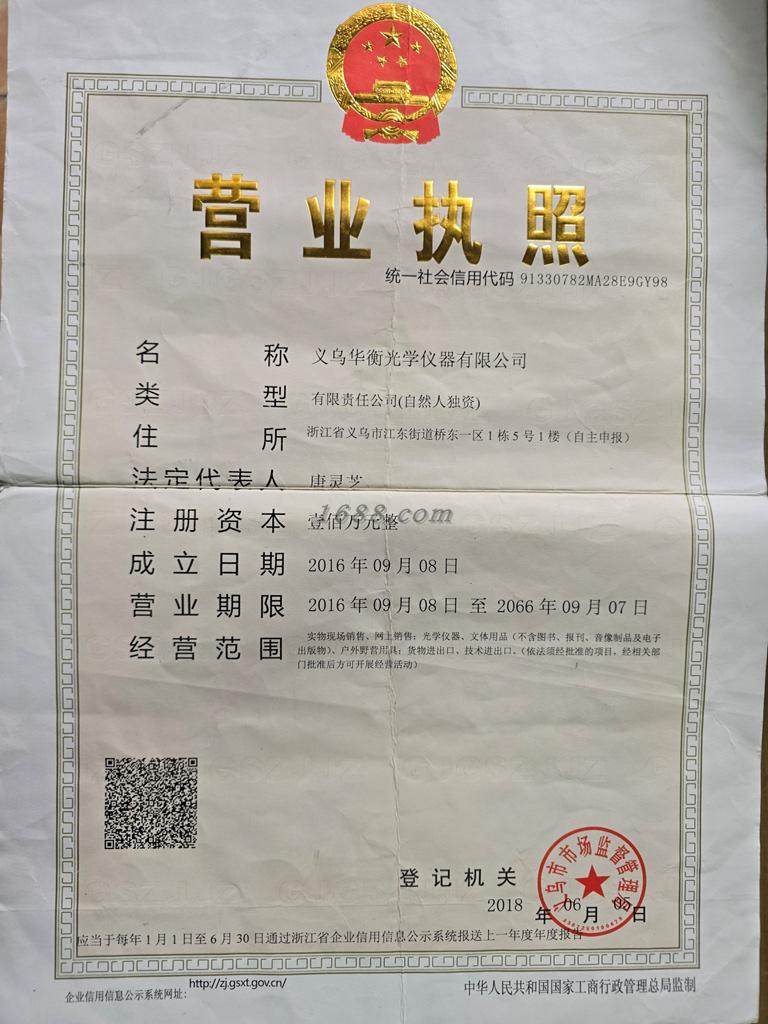 营业执照
统一社会信用代码 91330782MA28E9GY98
名称 义乌华衡光学仪器有限公司
类型 有限责任公司(自然人独资)
住所 浙江省义乌市江东街道桥东一区1栋5号1楼（自主申报）
法定代表人 唐灵芝
注册资本 壹佰万元整
1688.com
成立日期 2016年09月08日
营业期限 2016年09月08日至2066年09月07日
经营范围 实物现场销售、网上销售：光学仪器、文体用品（不含图书、报刊、音像制品及电子
出版物）、户外野营用具；货物进出口、技术进出口。（依法须经批准的项目，经相关部
门批准后方可开展经营活动）
登记机关
义乌市市场监督管理局
2018年06月 日
应当于每年1月1日至6月30日通过浙江省企业信用信息公示系统报送上一年度年度报告
企业信用信息公示系统网址: http://zj.gsxt.gov.cn/
中华人民共和国国家工商行政管理总局监制